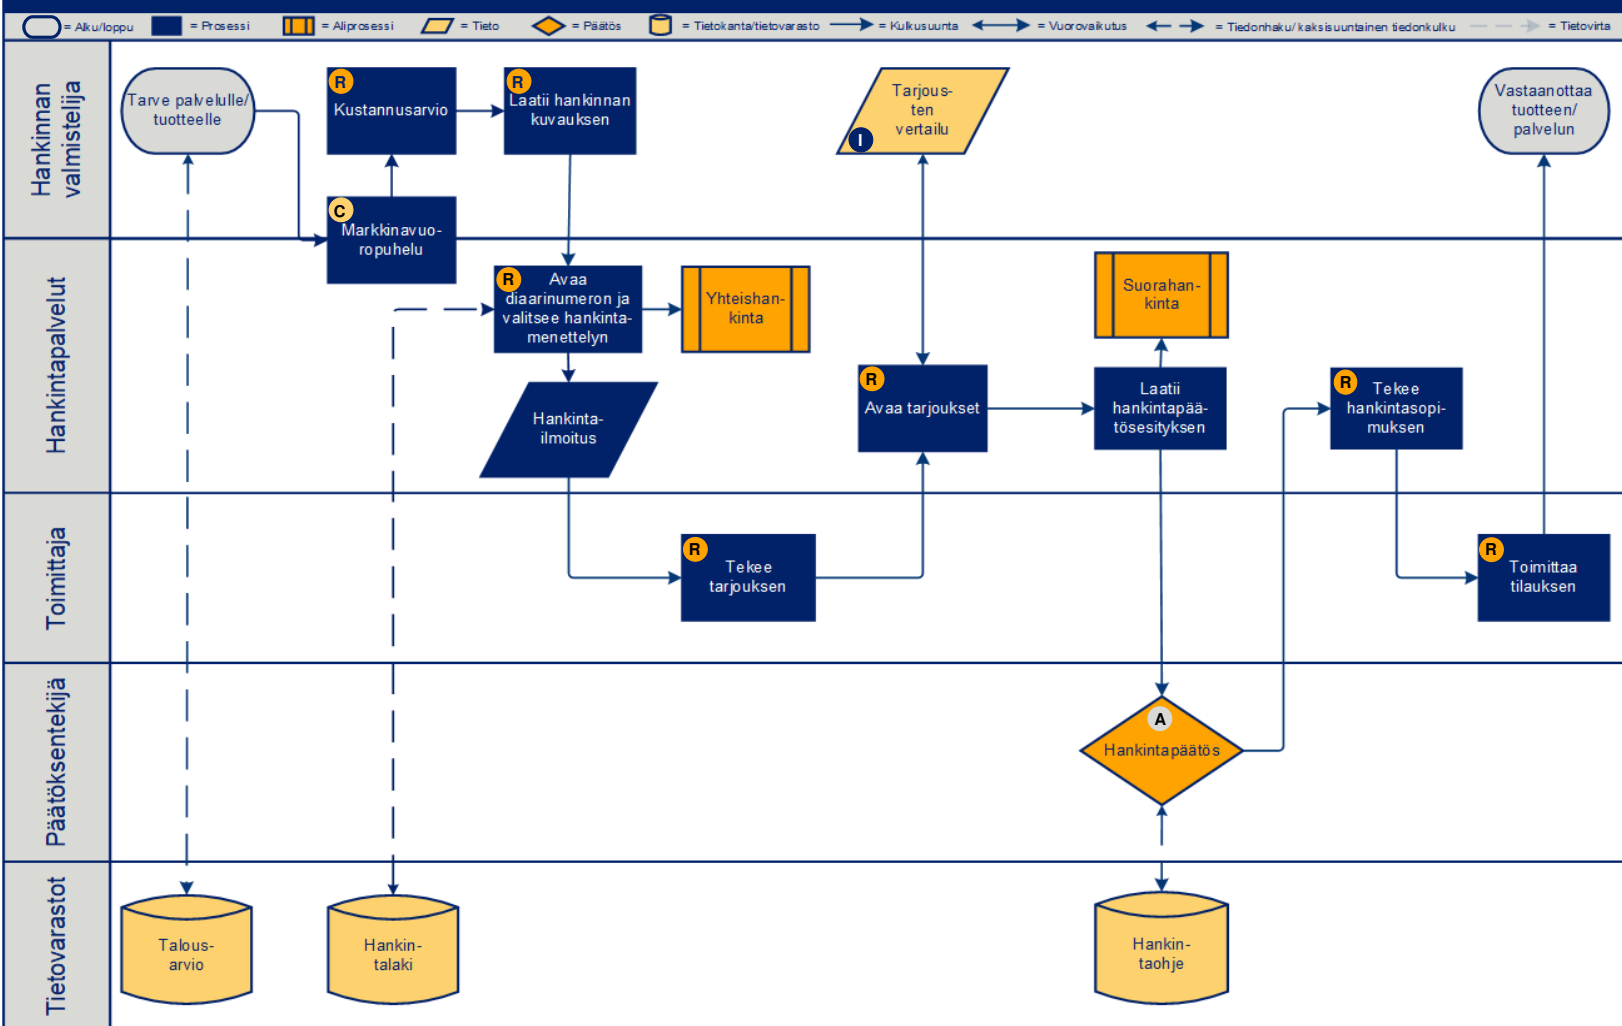 = Alku/loppu
= Prosessi
= Aliprosessi
= Tieto
= Päätös
= Tietokanta/tietovarasto
= Kulkusuunta
= Vuorovaikutus
= Tiedonhaku/ kaksisuuntainen tiedonkulku
= Tietovirta
Hankinnan
valmistelija
Tarve palvelulle/
tuotteelle
R
Kustannusarvio
R
Laatii hankinnan
kuvauksen
C
Markkinavuo-
ropuhelu
Tarjous-
ten
vertailu
I
Vastaanottaa
tuotteen/
palvelun
Hankintapalvelut
R
Avaa
diaarinumeron ja
valitsee hankinta-
menettelyn
Yhteishan-
kinta
Hankinta-
ilmoitus
R
Avaa tarjoukset
Suorahan-
kinta
Laatii
hankintapää-
tösesityksen
R
Tekee
hankintasopi-
muksen
Toimittaja
R
Tekee
tarjouksen
R
Toimittaa
tilauksen
Päätöksentekijä
A
Hankintapäätös
Tietovarastot
Talous-
arvio
Hankin-
talaki
Hankin-
taohje